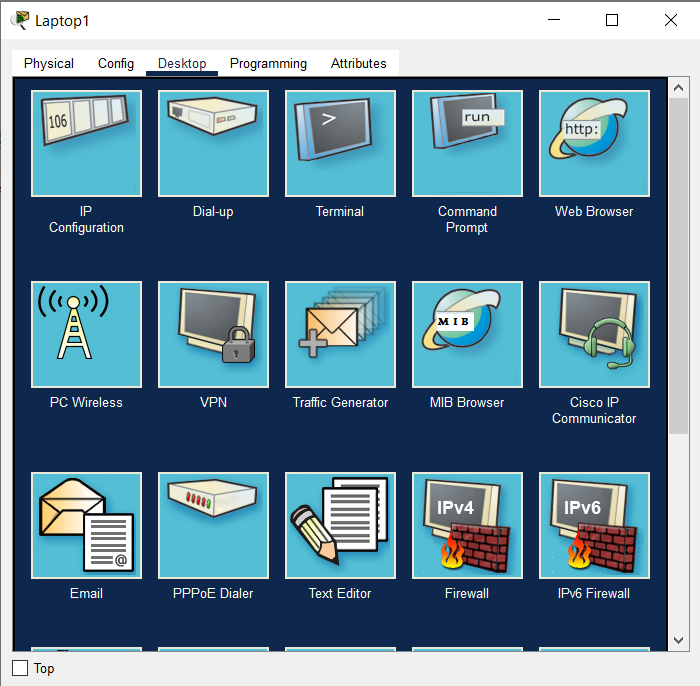 Laptop1
Physical Config Desktop Programming Attributes
106
>
run
http:
IP
Configuration
Dial-up
Terminal
Command
Prompt
Web Browser
MIB
PC Wireless
VPN
Traffic Generator
MIB Browser
Cisco IP
Communicator
@
IPv4
IPv6
Email
PPPoE Dialer
Text Editor
Firewall
IPv6 Firewall
Top